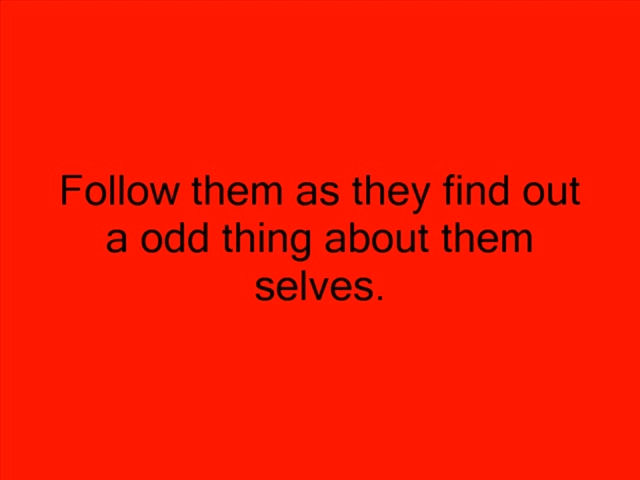 Follow them as they find out
a odd thing about them
selves.